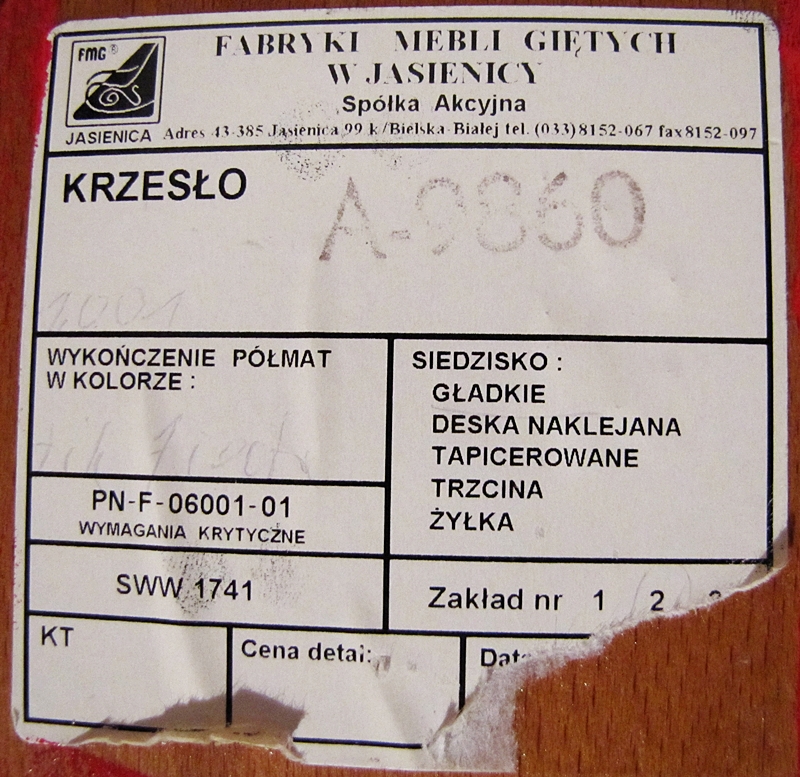 FMG ®
FABRYKI MEBLI GIĘTYCH
W JASIENICY
Spółka Akcyjna
JASIENICA
Adres 43-385 Jasienica 99 k/Bielska-Białej tel. (033)8152-067 fax8152-097
KRZESŁO
A-9860
1001
WYKOŃCZENIE PÓŁMAT
W KOLORZE :
SIEDZISKO :
GŁADKIE
DESKA NAKLEJANA
TAPICEROWANE
TRZCINA
ŻYŁKA
PN-F-06001-01
WYMAGANIA KRYTYCZNE
SWW 1741
Zakład nr 1 2
KT
Cena detal: